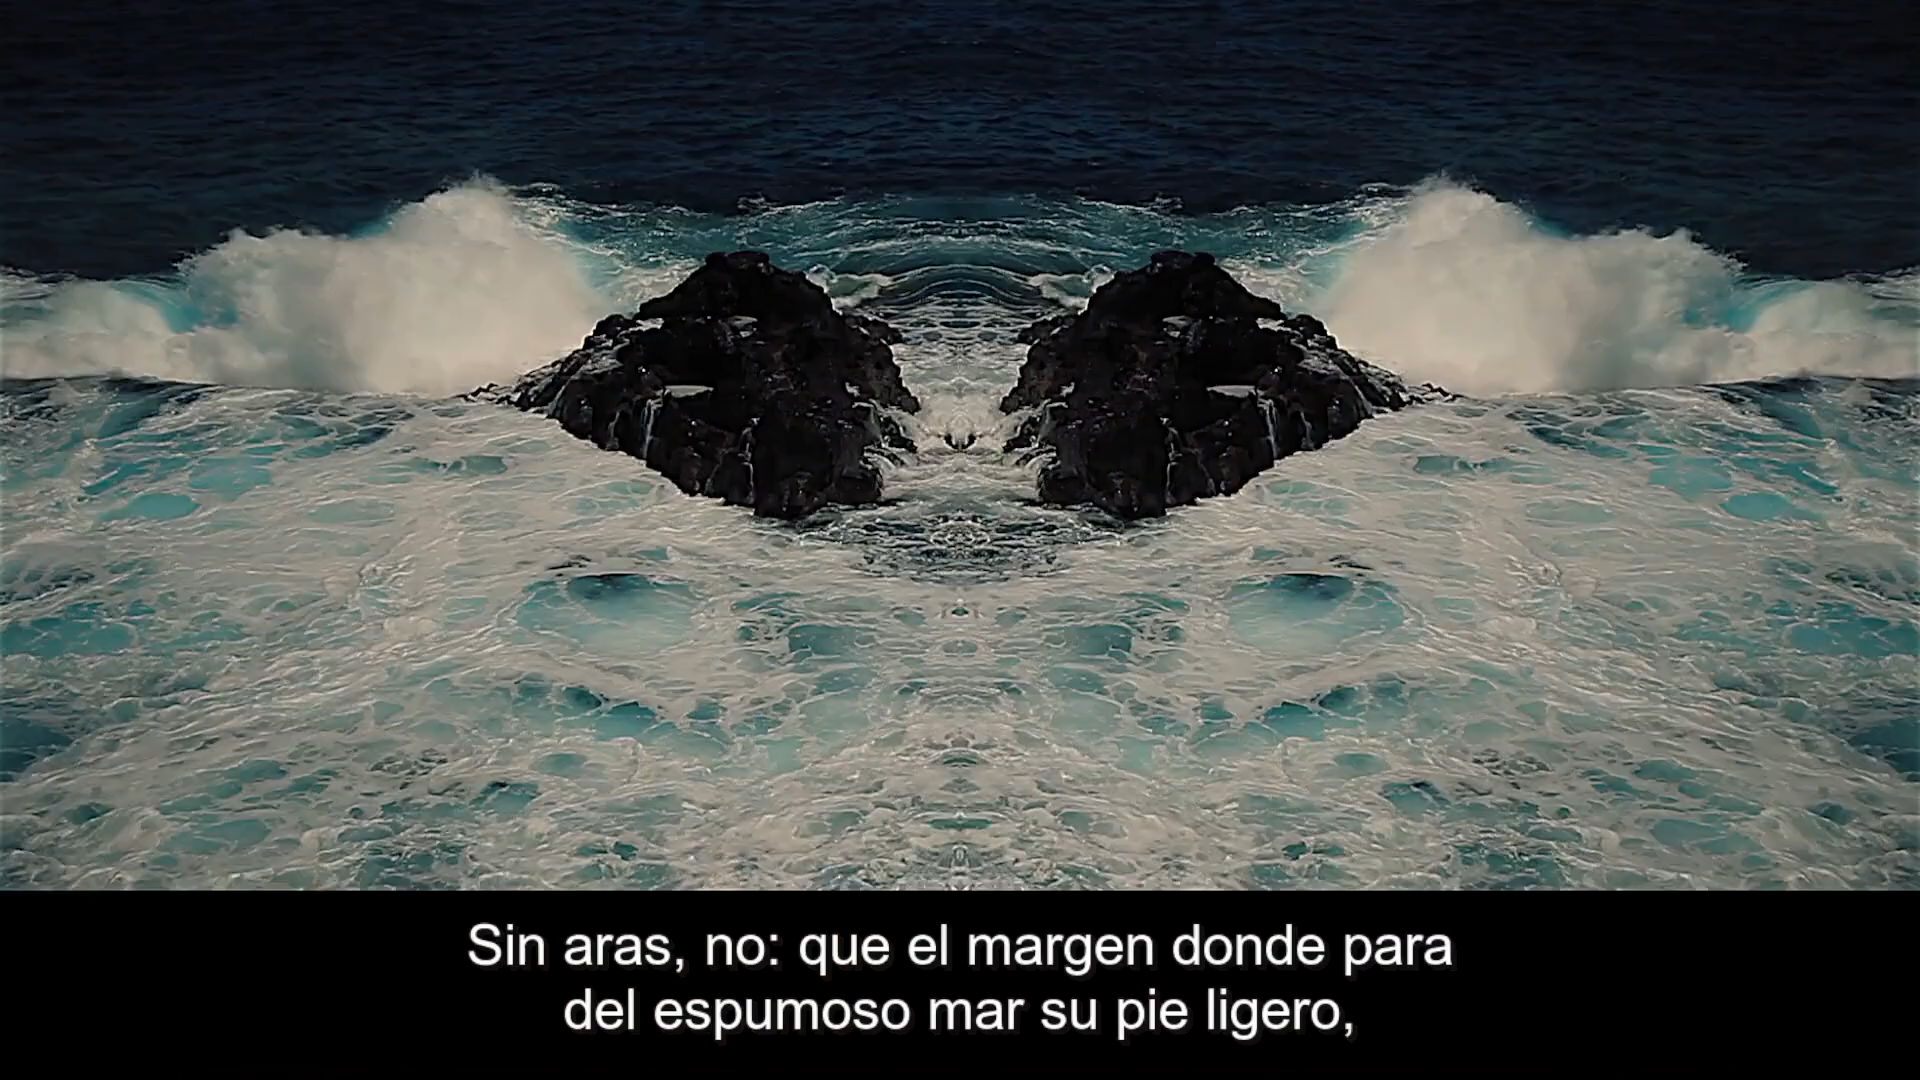 Sin aras, no: que el margen donde para
del espumoso mar su pie ligero,